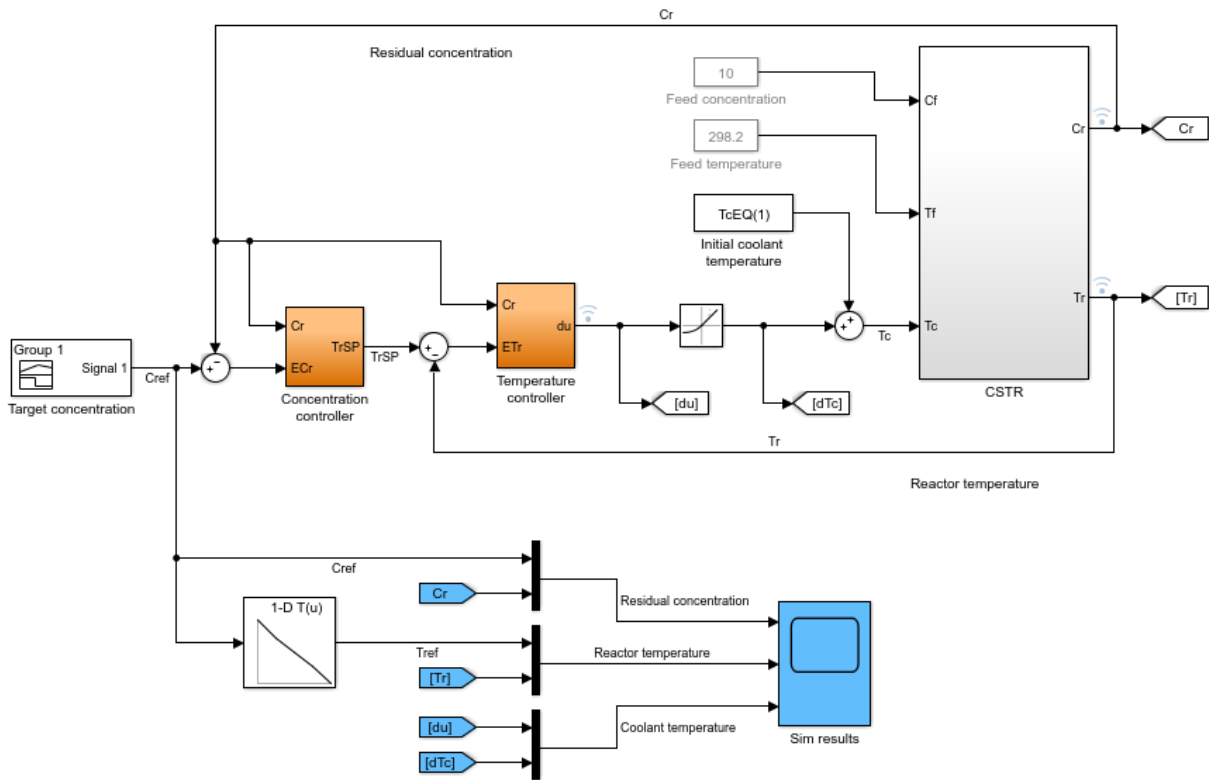 Cr
Residual concentration
10
Feed concentration
298.2
Feed temperature
TcEQ(1)
Initial coolant
temperature
Cf
Tf
Tc
Cr
Tr
CSTR
Cr
[Tr]
Group 1
Signal 1
Target concentration
Cref
+
−
Cr
ECr
TrSP
Concentration
controller
TrSP
+
−
Cr
ETr
du
Temperature
controller
+
+
Tc
[du]
[dTc]
Tr
Reactor temperature
Cref
Cr
Residual concentration
1-D T(u)
Tref
[Tr]
Reactor temperature
[du]
[dTc]
Coolant temperature
Sim results